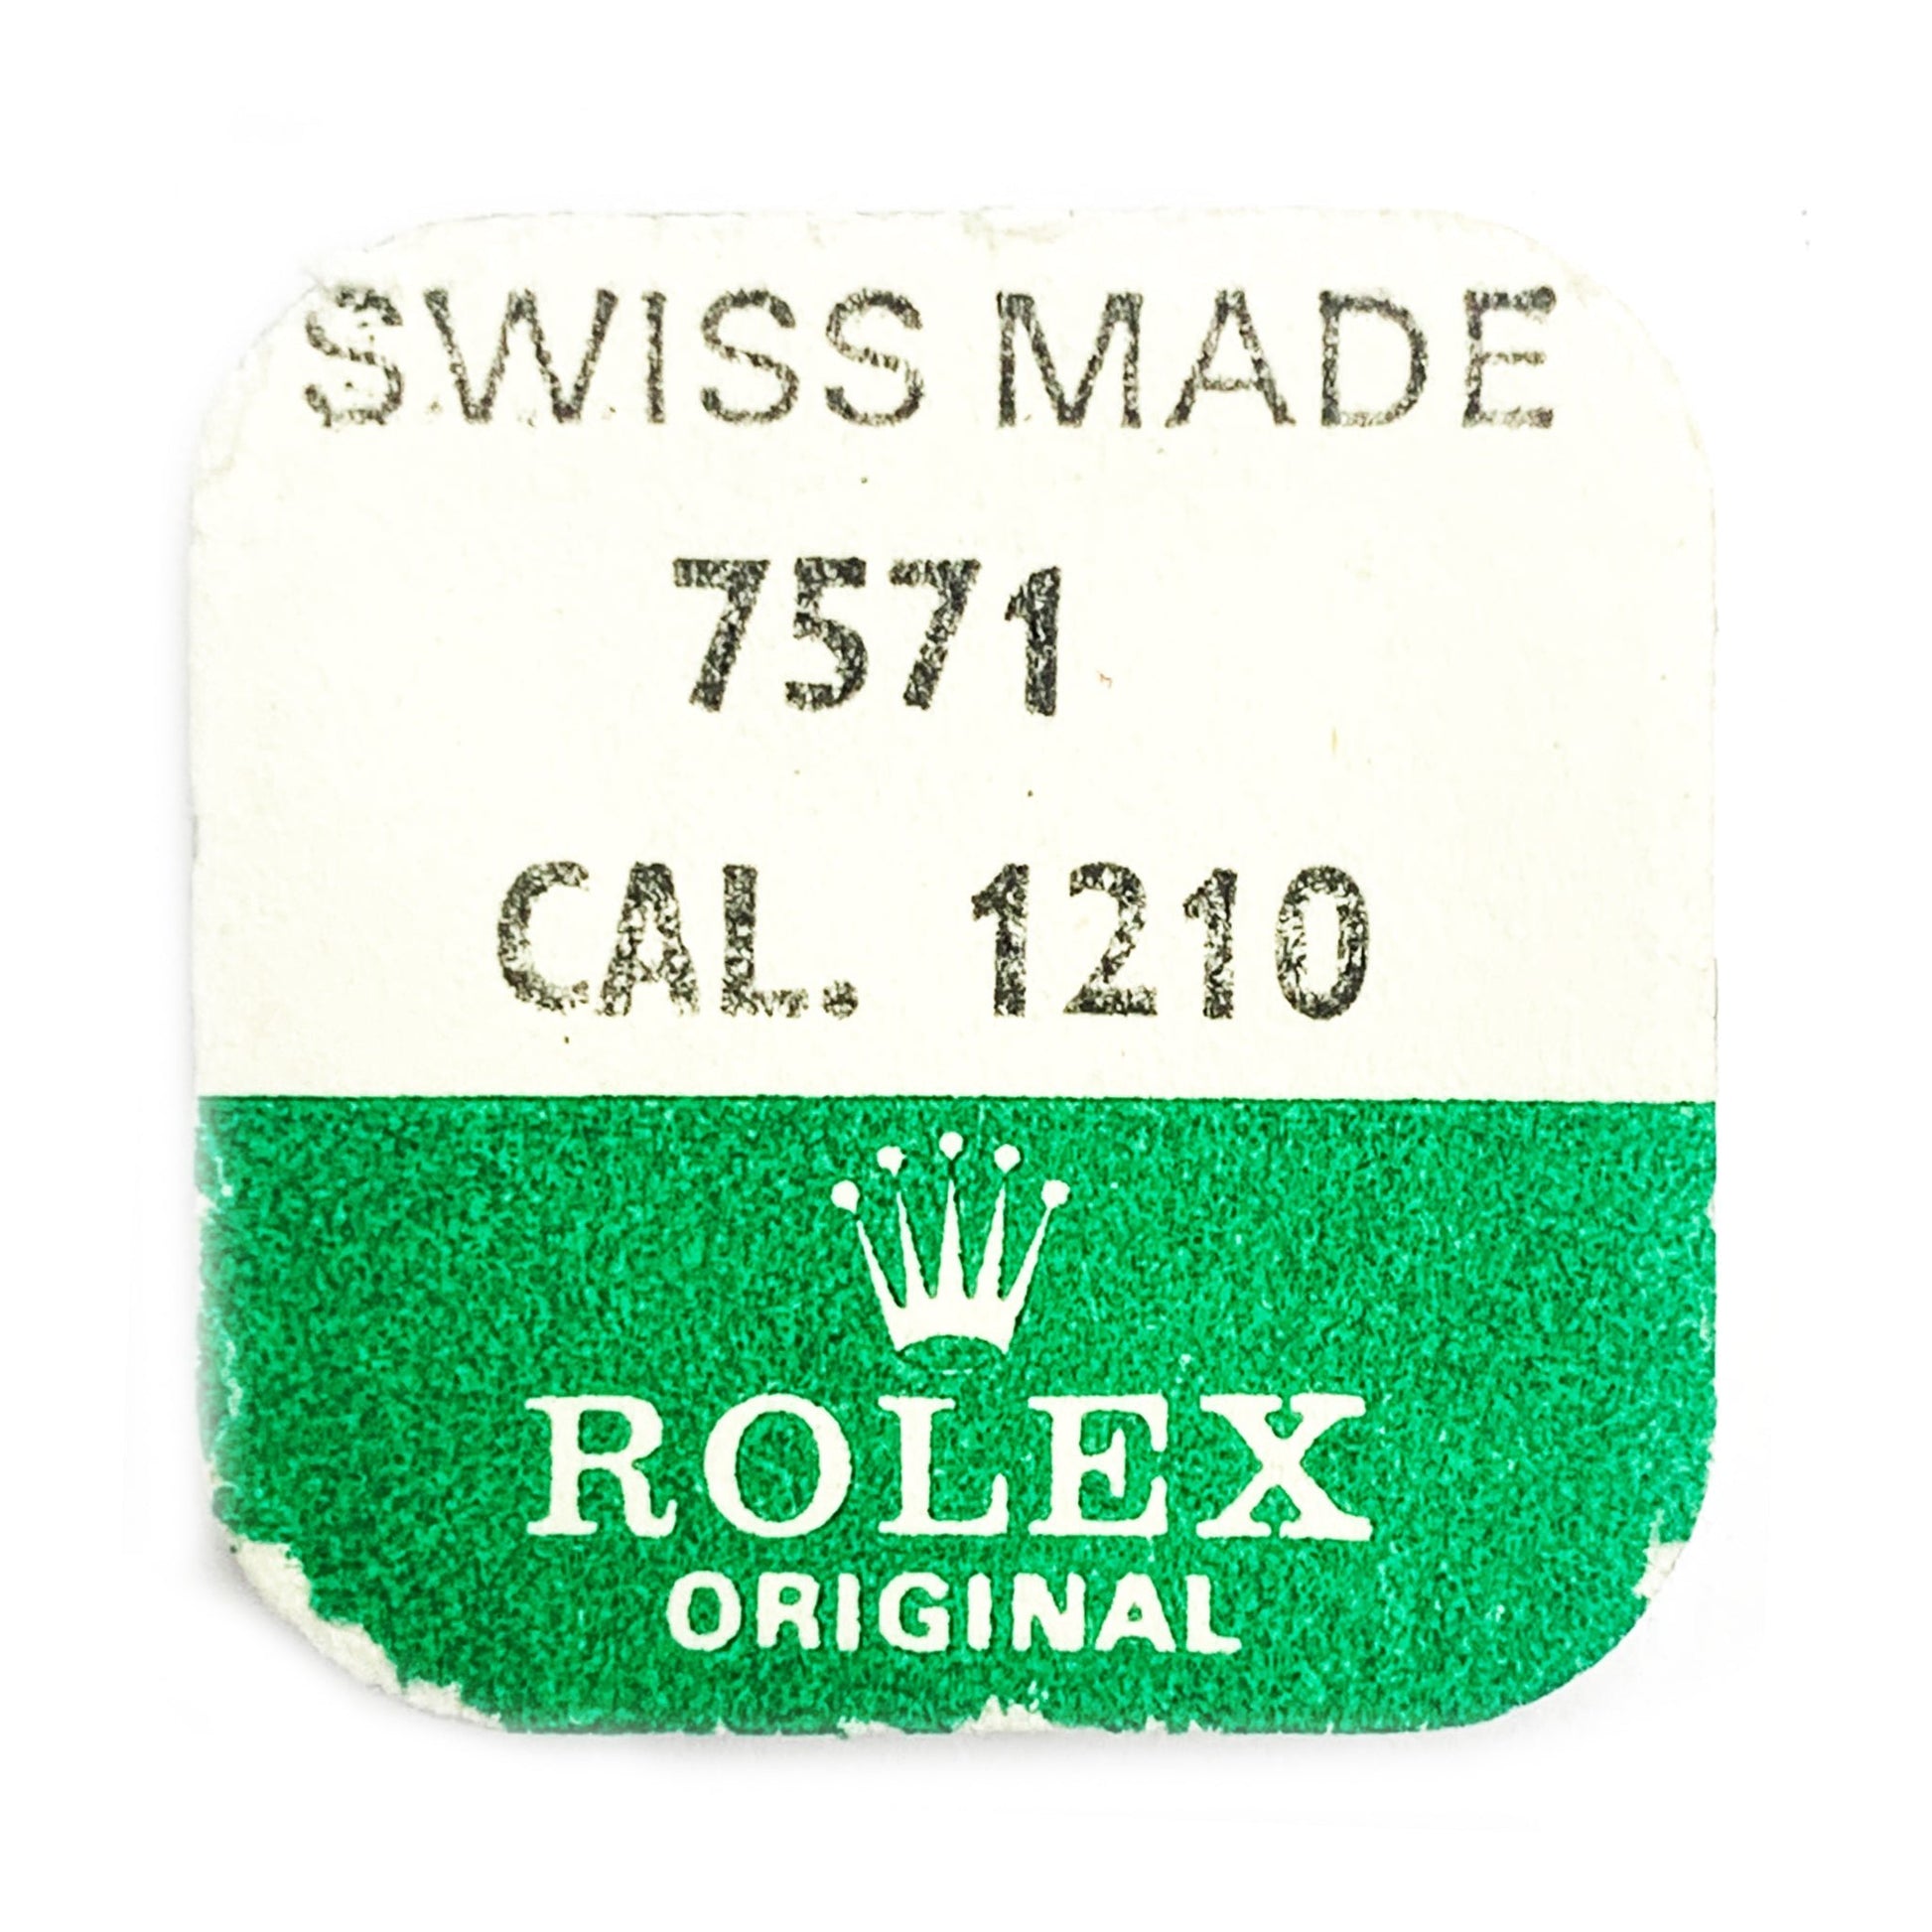 SWISS MADE
7571
CAL. 1210
ROLEX
ORIGINAL